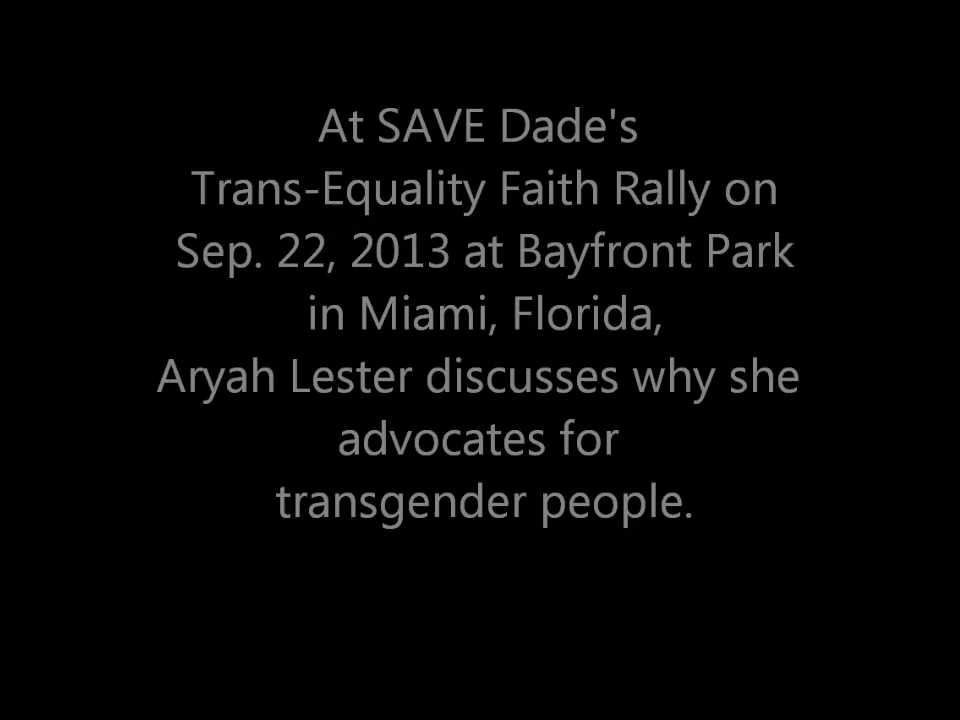 At SAVE Dade's
Trans-Equality Faith Rally on
Sep. 22, 2013 at Bayfront Park
in Miami, Florida,
Aryah Lester discusses why she
advocates for
transgender people.